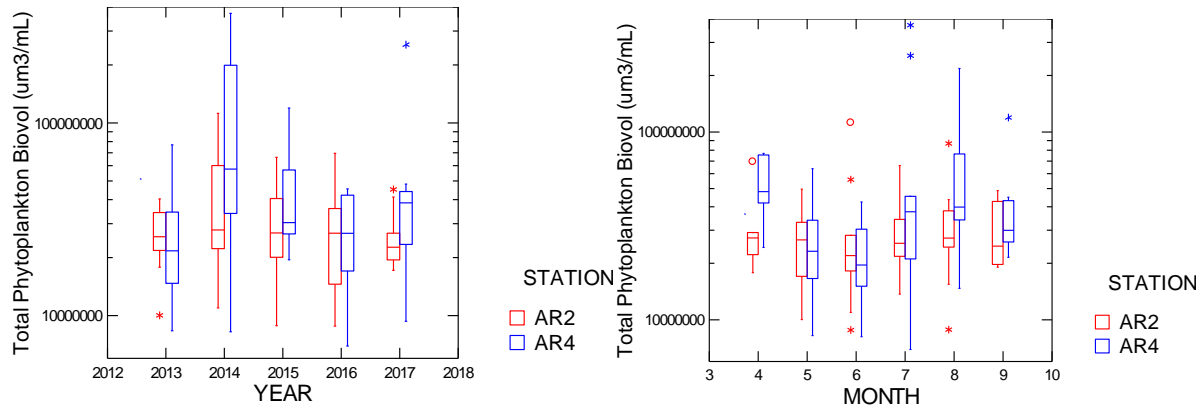 Total Phytoplankton Biovol (um3/mL)
100000000
10000000
2012 2013 2014 2015 2016 2017 2018
YEAR
STATION
AR2
AR4
Total Phytoplankton Biovol (um3/mL)
100000000
10000000
3 4 5 6 7 8 9 10
MONTH
STATION
AR2
AR4